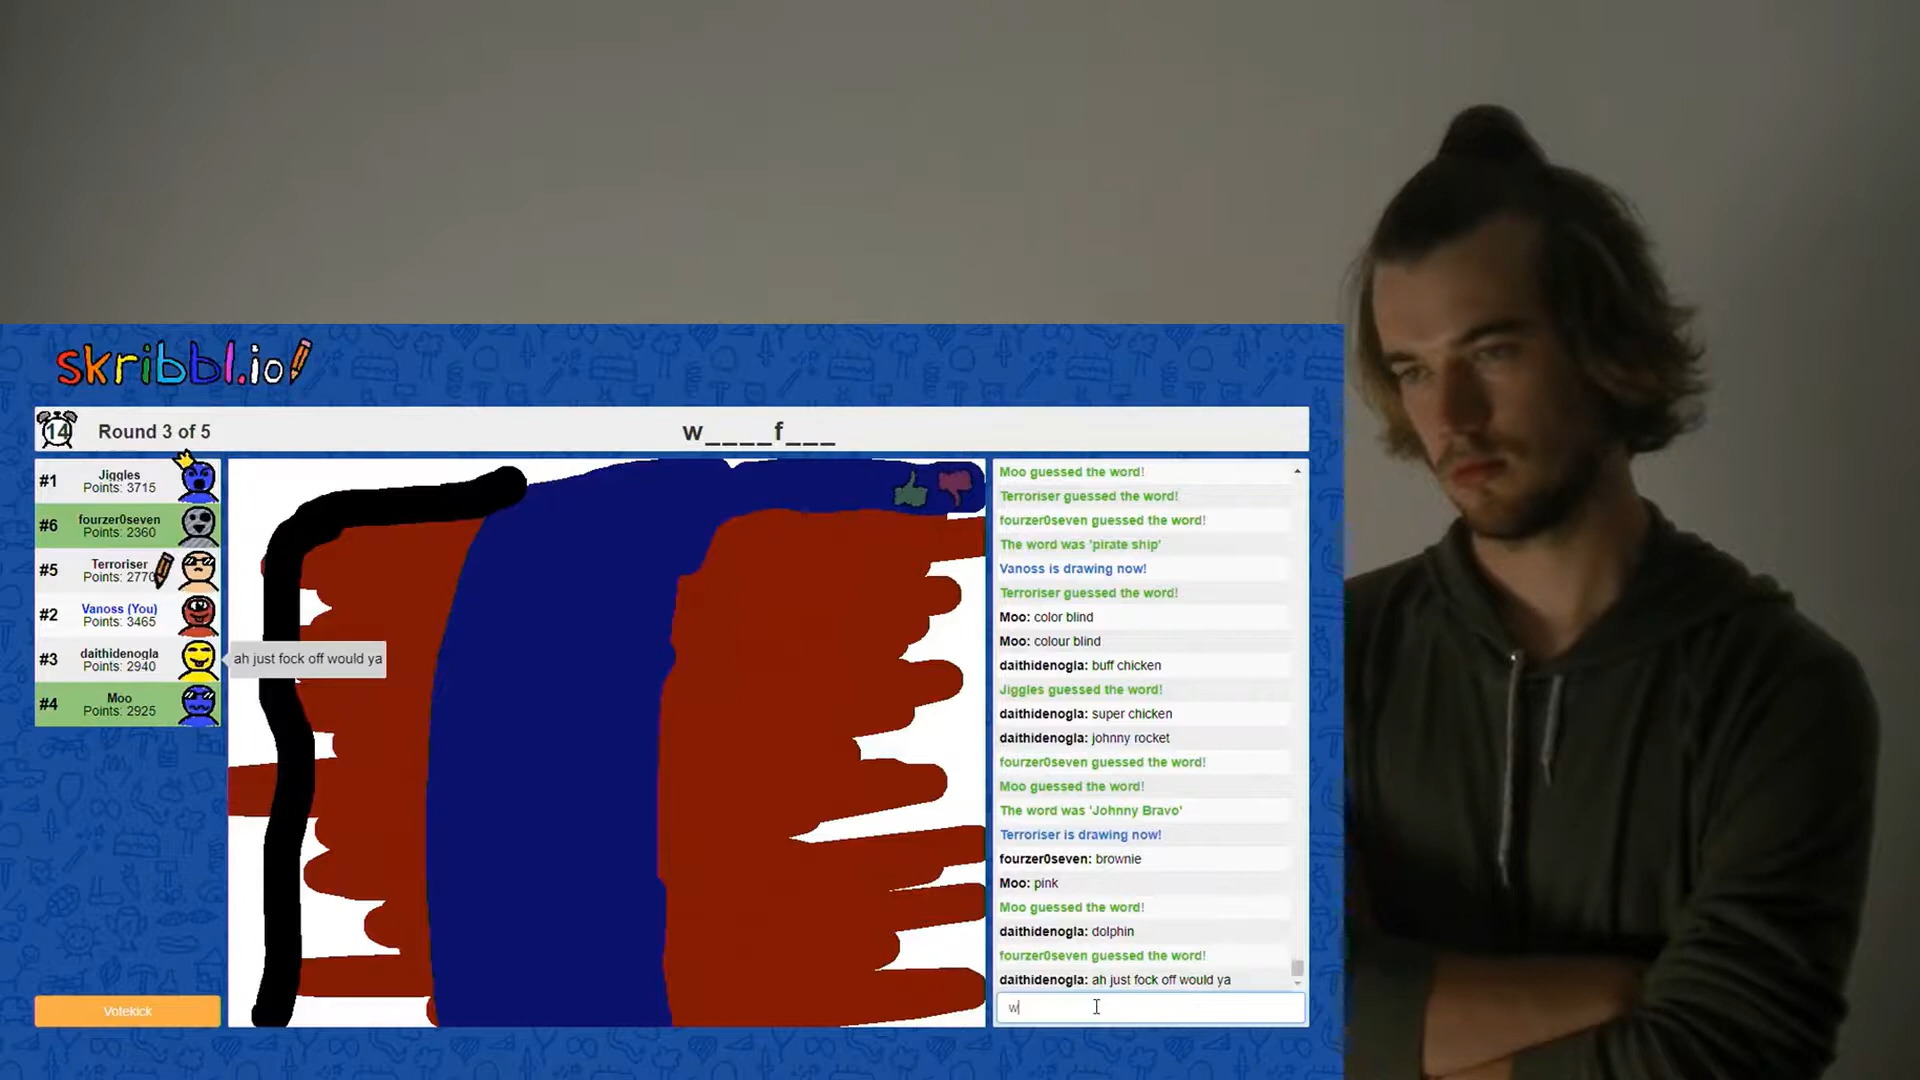 skribbl.io
14
Round 3 of 5
w____f___
#1
Jiggles
Points: 3715
#6
fourzer0seven
Points: 2360
#5
Terroriser
Points: 2770
#2
Vanoss (You)
Points: 3465
#3
daithidenogla
Points: 2940
#4
Moo
Points: 2925
ah just fock off would ya
Votekick
Moo guessed the word!
Terroriser guessed the word!
fourzer0seven guessed the word!
The word was 'pirate ship'
Vanoss is drawing now!
Terroriser guessed the word!
Moo: color blind
Moo: colour blind
daithidenogla: buff chicken
Jiggles guessed the word!
daithidenogla: super chicken
daithidenogla: johnny rocket
fourzer0seven guessed the word!
Moo guessed the word!
The word was 'Johnny Bravo'
Terroriser is drawing now!
fourzer0seven: brownie
Moo: pink
Moo guessed the word!
daithidenogla: dolphin
fourzer0seven guessed the word!
daithidenogla: ah just fock off would ya
w